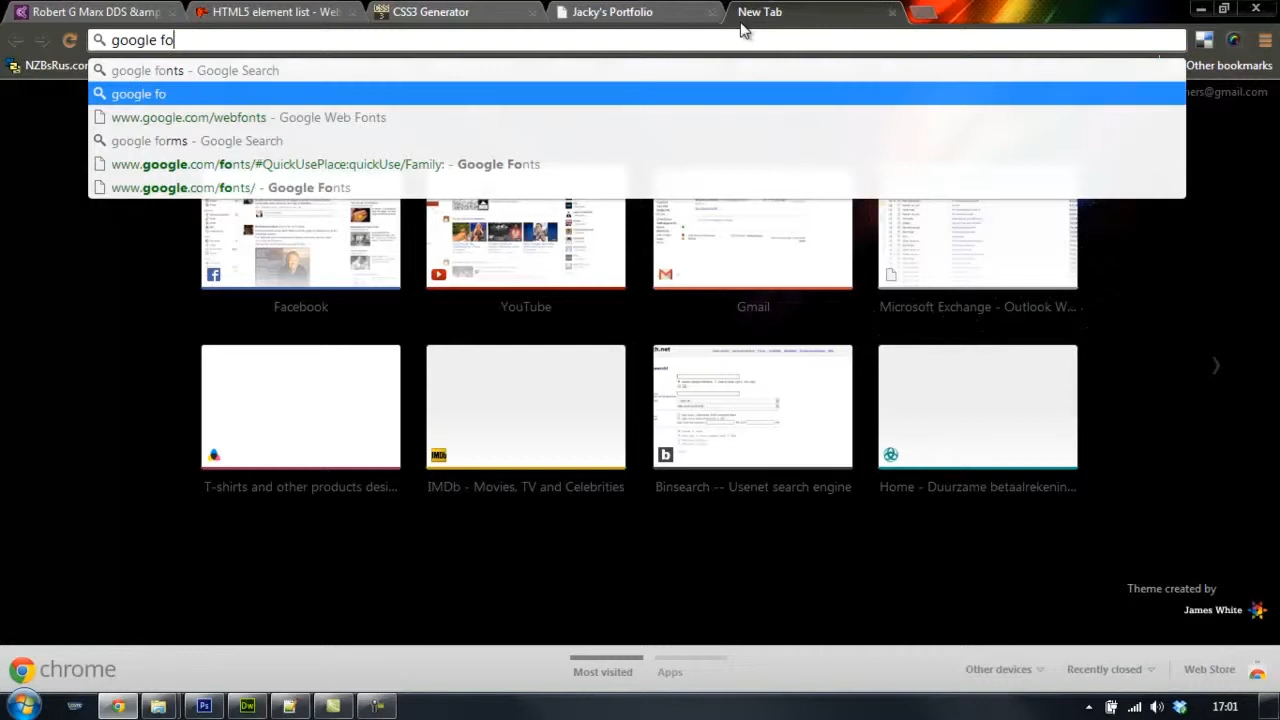 Robert G Marx DDS &amp
HTML5 element list - Web
CSS3 Generator
Jacky's Portfolio
New Tab
google fo
NZBsRus.com
Other bookmarks
google fonts - Google Search
google fo
www.google.com/webfonts - Google Web Fonts
google forms - Google Search
www.google.com/fonts/#QuickUsePlace:quickUse/Family: - Google Fonts
www.google.com/fonts/ - Google Fonts
ers@gmail.com
Facebook
YouTube
Gmail
Microsoft Exchange - Outlook W...
T-shirts and other products desi...
IMDb - Movies, TV and Celebrities
Binsearch -- Usenet search engine
Home - Duurzame betaalrekenin...
Theme created by
James White
chrome
Most visited
Apps
Other devices
Recently closed
Web Store
17:01